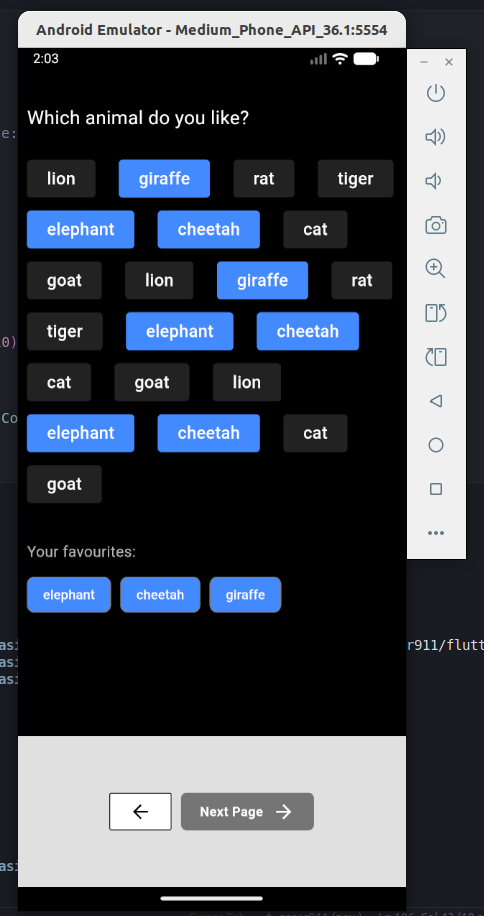 Android Emulator - Medium_Phone_API_36.1:5554
2:03
Which animal do you like?
lion giraffe rat tiger
elephant cheetah cat
goat lion giraffe rat
tiger elephant cheetah
cat goat lion
elephant cheetah cat
goat
Your favourites:
elephant cheetah giraffe
Next Page
e:
0)
Co
asi r911/flutt
asi
asi
asi